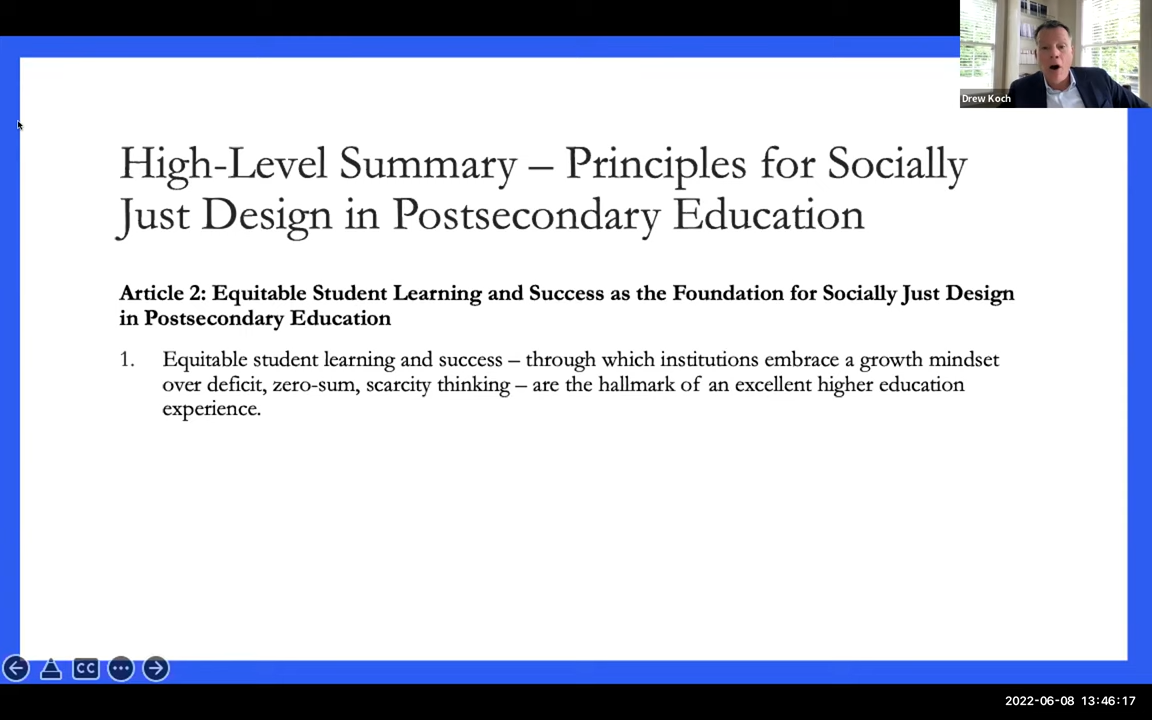 Drew Koch
High-Level Summary – Principles for Socially
Just Design in Postsecondary Education
Article 2: Equitable Student Learning and Success as the Foundation for Socially Just Design
in Postsecondary Education
1. Equitable student learning and success – through which institutions embrace a growth mindset
over deficit, zero-sum, scarcity thinking – are the hallmark of an excellent higher education
experience.
CC
2022-06-08 13:46:17